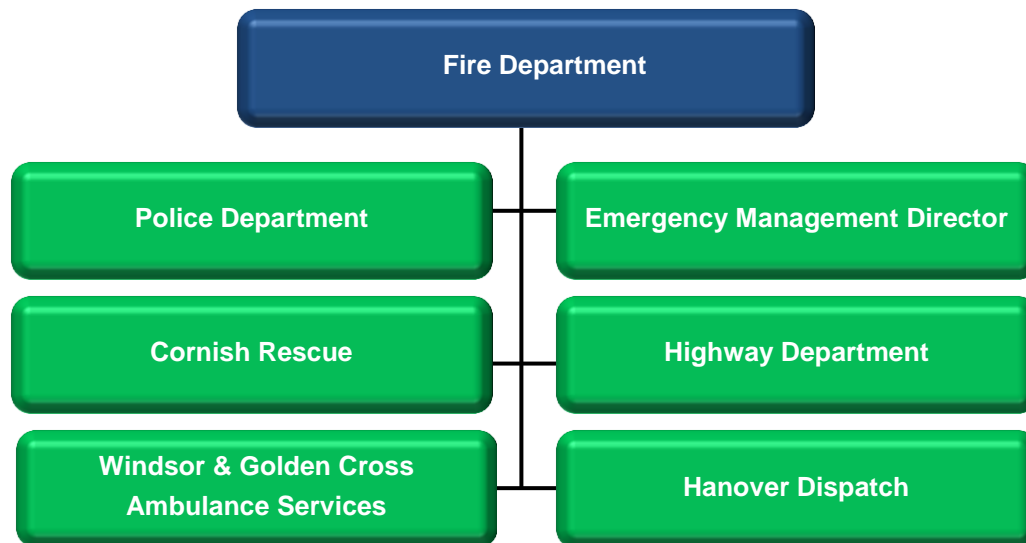 Fire Department
Police Department
Emergency Management Director
Cornish Rescue
Highway Department
Windsor & Golden Cross
Ambulance Services
Hanover Dispatch